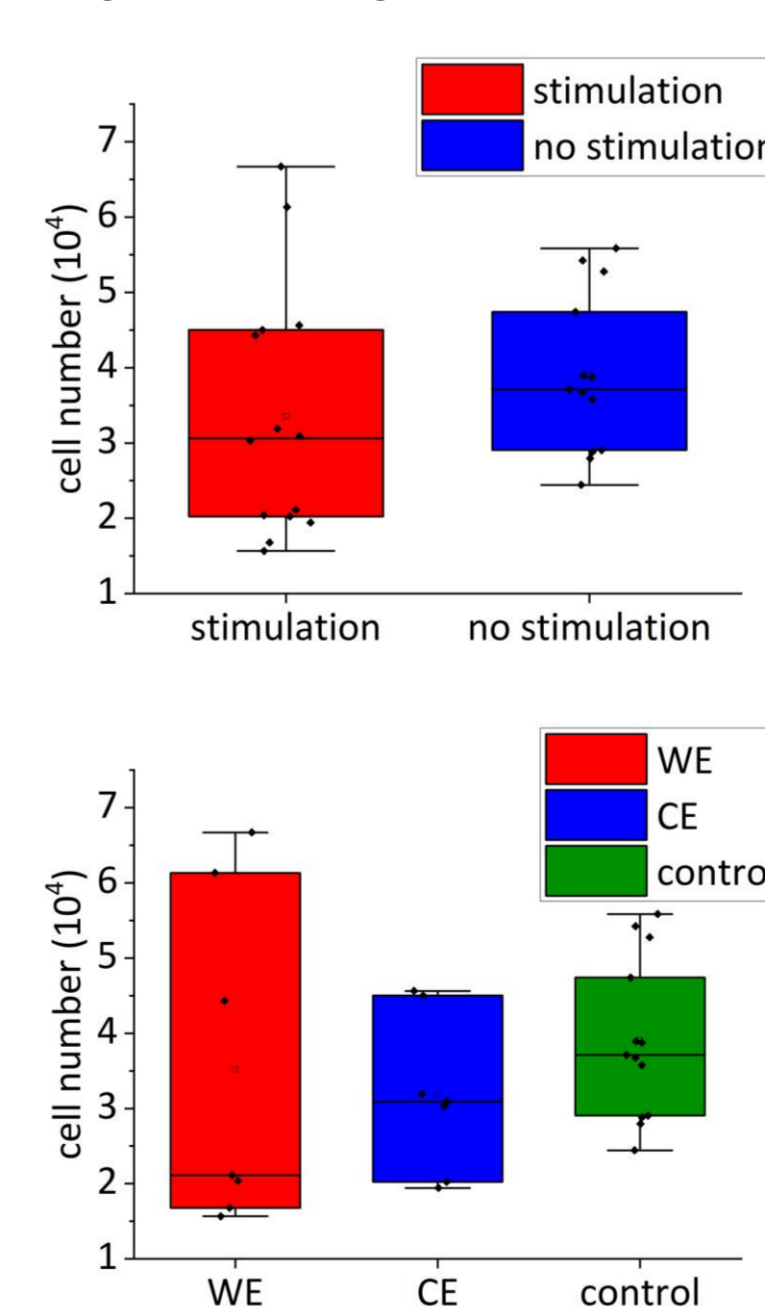 stimulation
no stimulation
7
6
5
4
3
2
1
cell number (10⁴)
stimulation no stimulation
WE
CE
contro
7
6
5
4
3
2
1
cell number (10⁴)
WE CE control